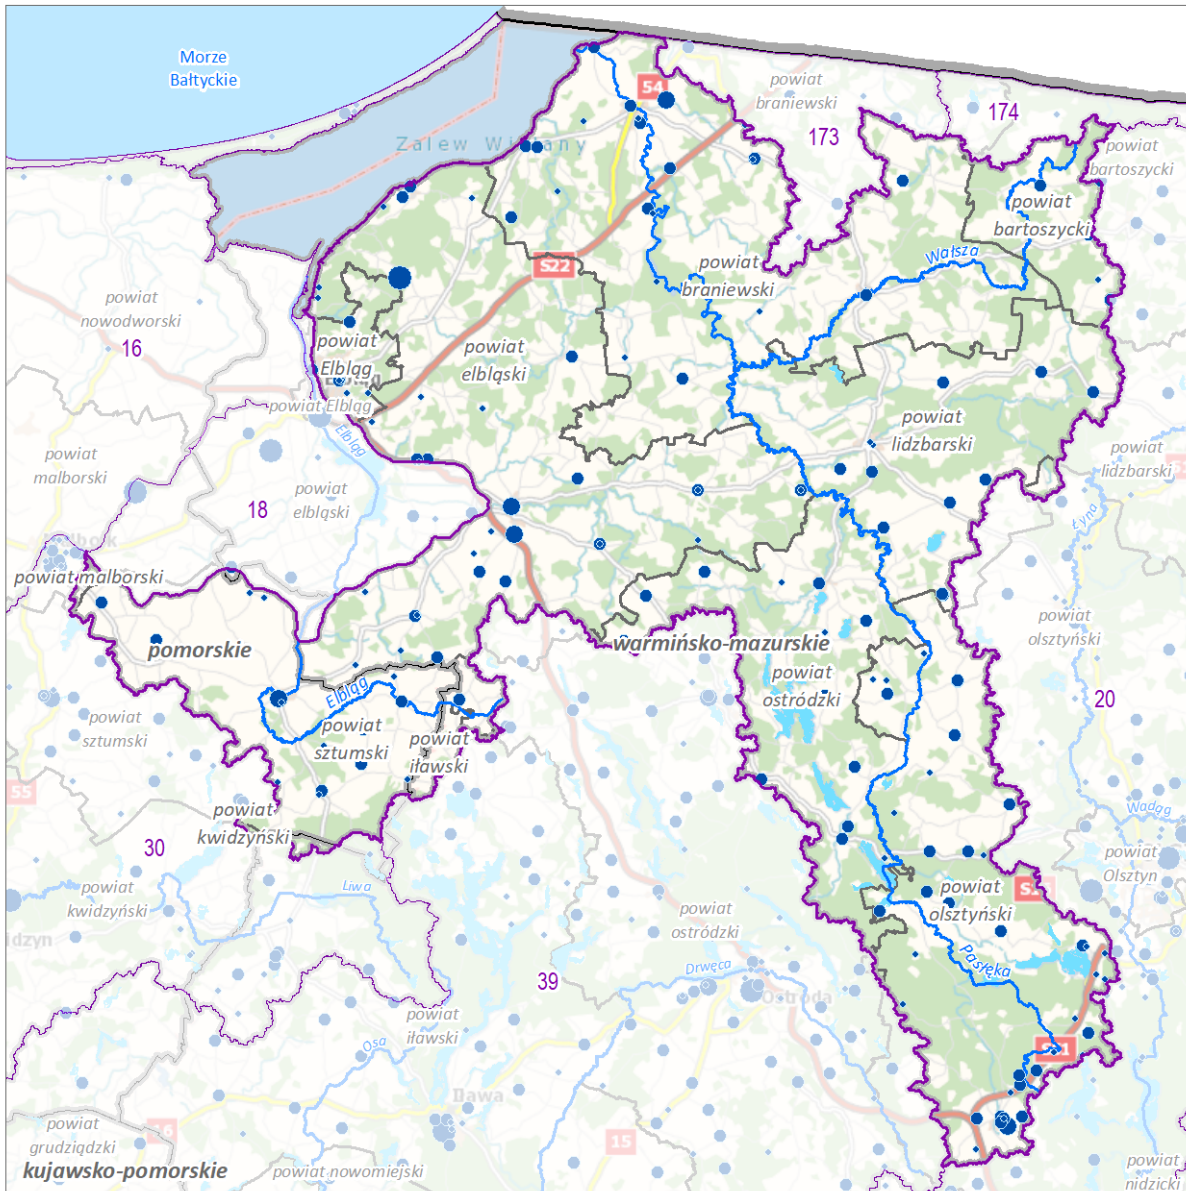 Morze
Bałtyckie
54
powiat
braniewski
174
173
Zalew Wiślany
powiat
bartoszycki
powiat
bartoszycki
Wałsza
S22
powiat
braniewski
powiat
nowodworski
16
powiat
Elbląg
powiat
elbląski
powiat Elbląg
Elbląg
powiat
lidzbarski
powiat
malborski
powiat
elbląski
18
powiat
lidzbarski
Łyna
powiat malborski
pomorskie
warmińsko-mazurskie
powiat
olsztyński
powiat
ostródzki
Elbląg
20
powiat
sztumski
powiat
sztumski
powiat
iławski
55
powiat
kwidzyński
30
Wadąg
powiat
Olsztyn
Liwa
powiat
kwidzyński
powiat
olsztyński
powiat
ostródzki
Pasłęka
Drwęca
39
Ostróda
powiat
iławski
Osa
Iława
powiat
grudziądzki
16
15
kujawsko-pomorskie
powiat nowomiejski
powiat
nidzicki